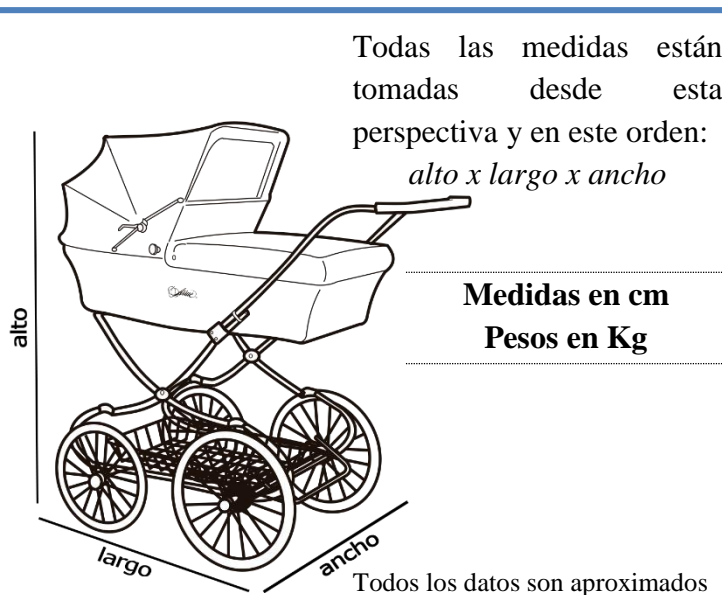 Todas las medidas están
tomadas desde esta
perspectiva y en este orden:
alto x largo x ancho
Medidas en cm
Pesos en Kg
alto
largo
ancho
Todos los datos son aproximados